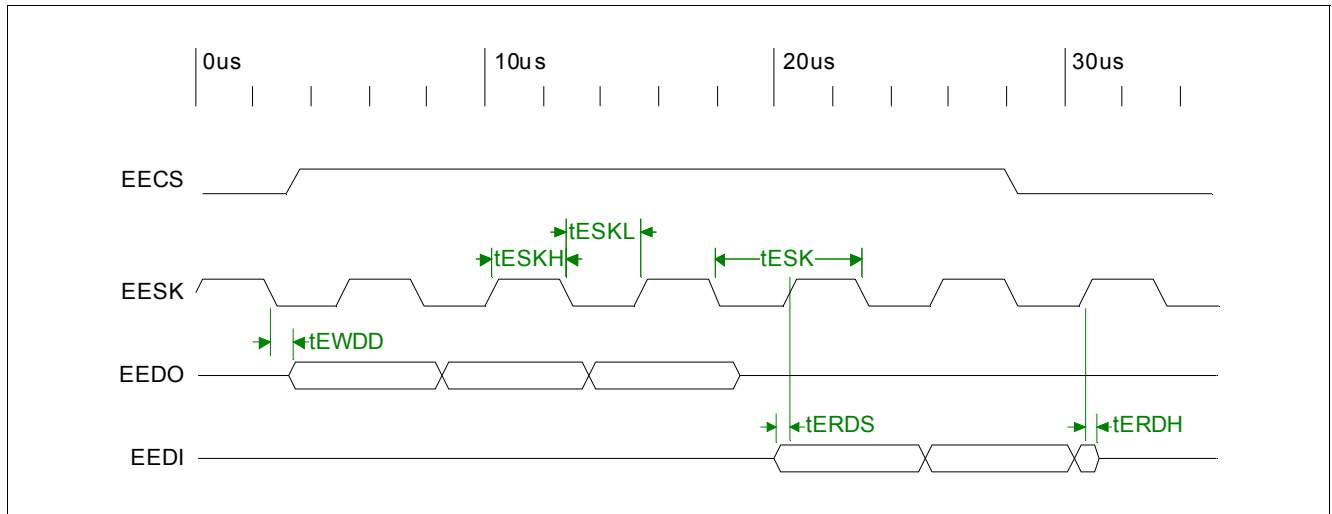 0us 10us 20us 30us
EECS
tESKL
tESKH tESK
EESK
tEWDD
EEDO
tERDS tERDH
EEDI